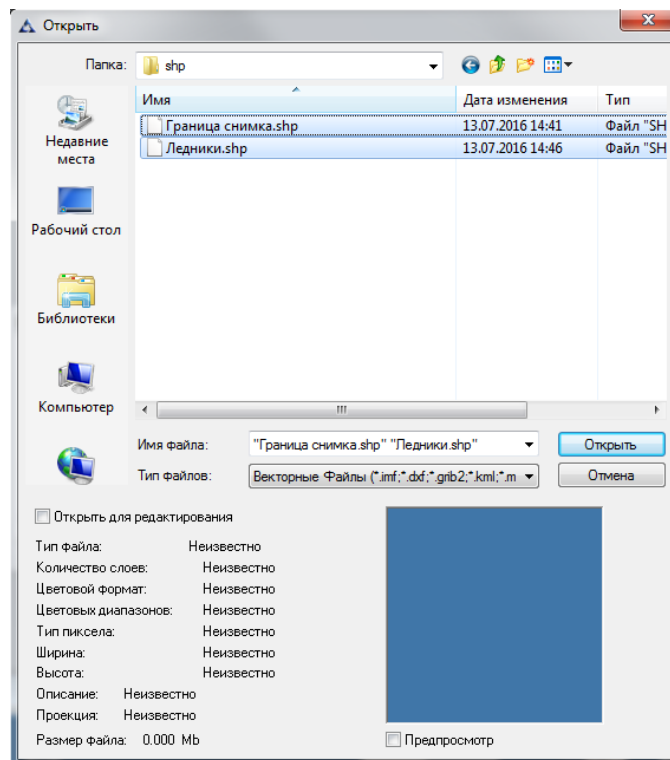 Открыть
Папка: shp
Имя Дата изменения Тип
Граница снимка.shp 13.07.2016 14:41 Файл "SH
Ледники.shp 13.07.2016 14:46 Файл "SH
Недавние
места
Рабочий стол
Библиотеки
Компьютер
Имя файла: "Граница снимка.shp" "Ледники.shp" Открыть
Тип файлов: Векторные Файлы (*.imf;*.dxf;*.grib2;*.kml;*.m Отмена
Открыть для редактирования
Тип файла: Неизвестно
Количество слоев: Неизвестно
Цветовой формат: Неизвестно
Цветовых диапазонов: Неизвестно
Тип пиксела: Неизвестно
Ширина: Неизвестно
Высота: Неизвестно
Описание: Неизвестно
Проекция: Неизвестно
Размер файла: 0.000 Mb Предпросмотр